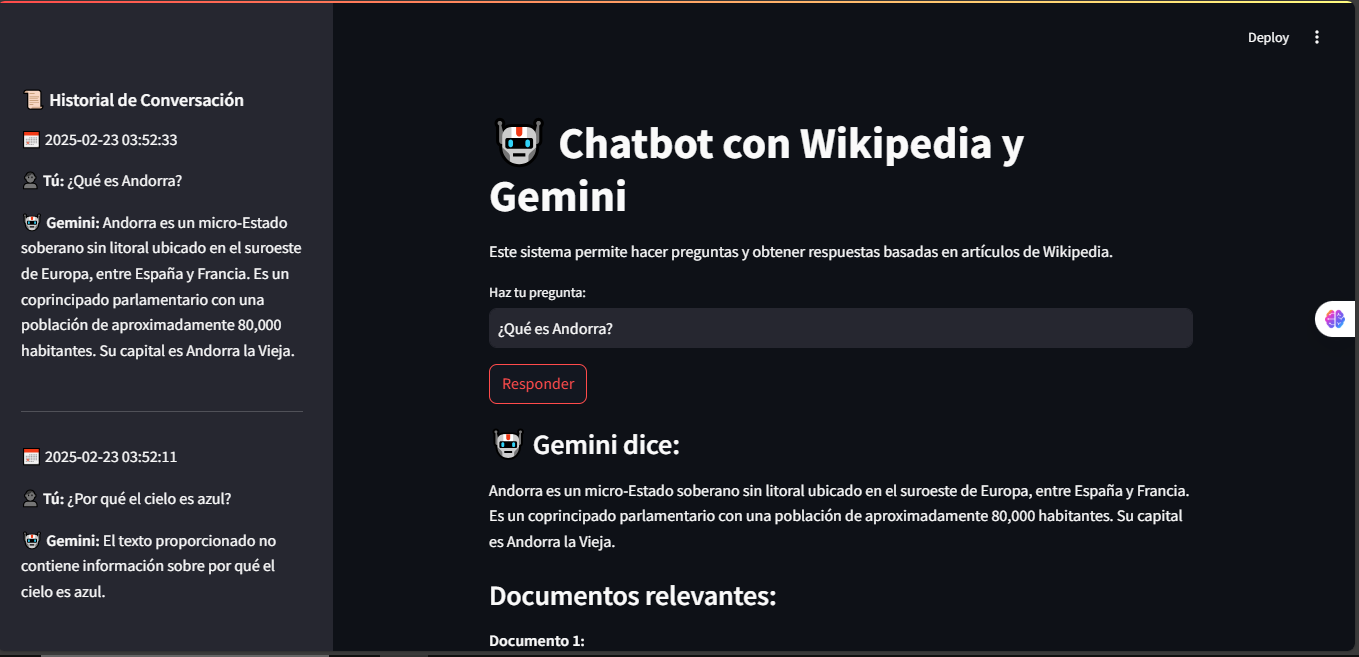 Deploy
📜 Historial de Conversación
📅 2025-02-23 03:52:33
👤 Tú: ¿Qué es Andorra?
🤖 Gemini: Andorra es un micro-Estado
soberano sin litoral ubicado en el suroeste
de Europa, entre España y Francia. Es un
coprincipado parlamentario con una
población de aproximadamente 80,000
habitantes. Su capital es Andorra la Vieja.
📅 2025-02-23 03:52:11
👤 Tú: ¿Por qué el cielo es azul?
🤖 Gemini: El texto proporcionado no
contiene información sobre por qué el
cielo es azul.
🤖 Chatbot con Wikipedia y
Gemini
Este sistema permite hacer preguntas y obtener respuestas basadas en artículos de Wikipedia.
Haz tu pregunta:
¿Qué es Andorra?
Responder
🤖 Gemini dice:
Andorra es un micro-Estado soberano sin litoral ubicado en el suroeste de Europa, entre España y Francia.
Es un coprincipado parlamentario con una población de aproximadamente 80,000 habitantes. Su capital
es Andorra la Vieja.
Documentos relevantes:
Documento 1: